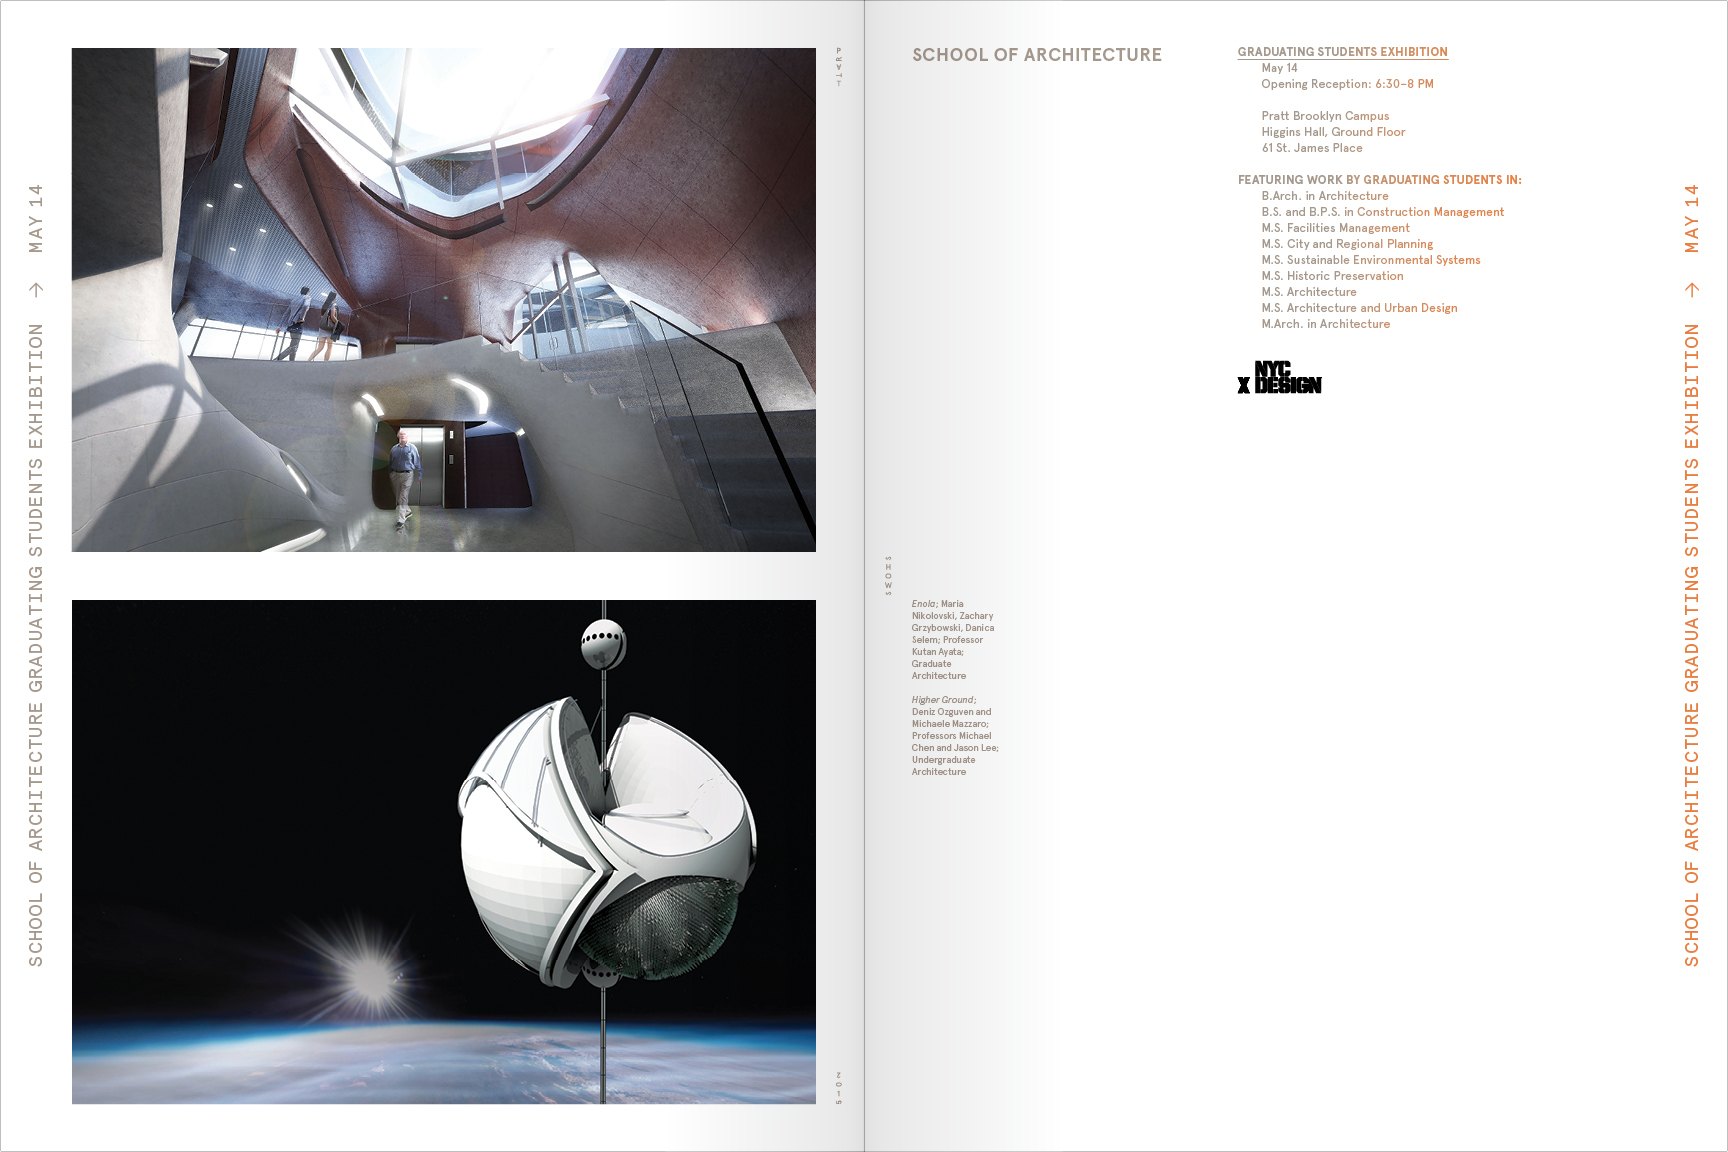 SCHOOL OF ARCHITECTURE GRADUATING STUDENTS EXHIBITION → MAY 14
PRATT
2015
SCHOOL OF ARCHITECTURE
SHOWS
Enola; Maria
Nikolovski, Zachary
Grzybowski, Danica
Selem; Professor
Kutan Ayata;
Graduate
Architecture
Higher Ground;
Deniz Ozguven and
Michaele Mazzaro;
Professors Michael
Chen and Jason Lee;
Undergraduate
Architecture
GRADUATING STUDENTS EXHIBITION
May 14
Opening Reception: 6:30–8 PM
Pratt Brooklyn Campus
Higgins Hall, Ground Floor
61 St. James Place
FEATURING WORK BY GRADUATING STUDENTS IN:
B.Arch. in Architecture
B.S. and B.P.S. in Construction Management
M.S. Facilities Management
M.S. City and Regional Planning
M.S. Sustainable Environmental Systems
M.S. Historic Preservation
M.S. Architecture
M.S. Architecture and Urban Design
M.Arch. in Architecture
NYC
X DESIGN
SCHOOL OF ARCHITECTURE GRADUATING STUDENTS EXHIBITION → MAY 14